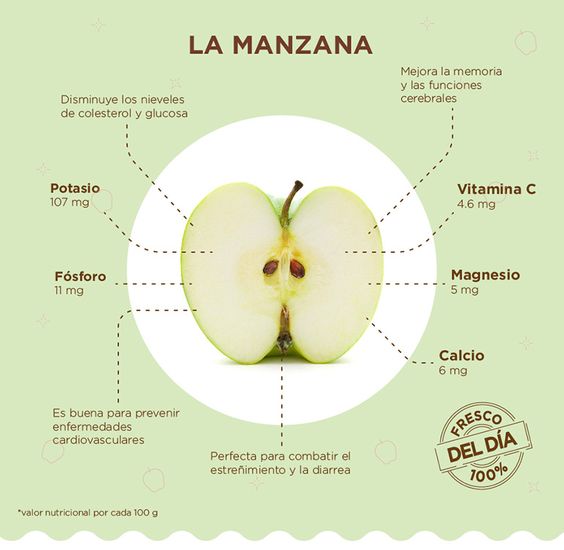 LA MANZANA
Disminuye los nieveles
de colesterol y glucosa
Mejora la memoria
y las funciones
cerebrales
Potasio
107 mg
Vitamina C
4.6 mg
Fósforo
11 mg
Magnesio
5 mg
Calcio
6 mg
Es buena para prevenir
enfermedades
cardiovasculares
Perfecta para combatir el
estreñimiento y la diarrea
FRESCO
DEL DÍA
100%
*valor nutricional por cada 100 g